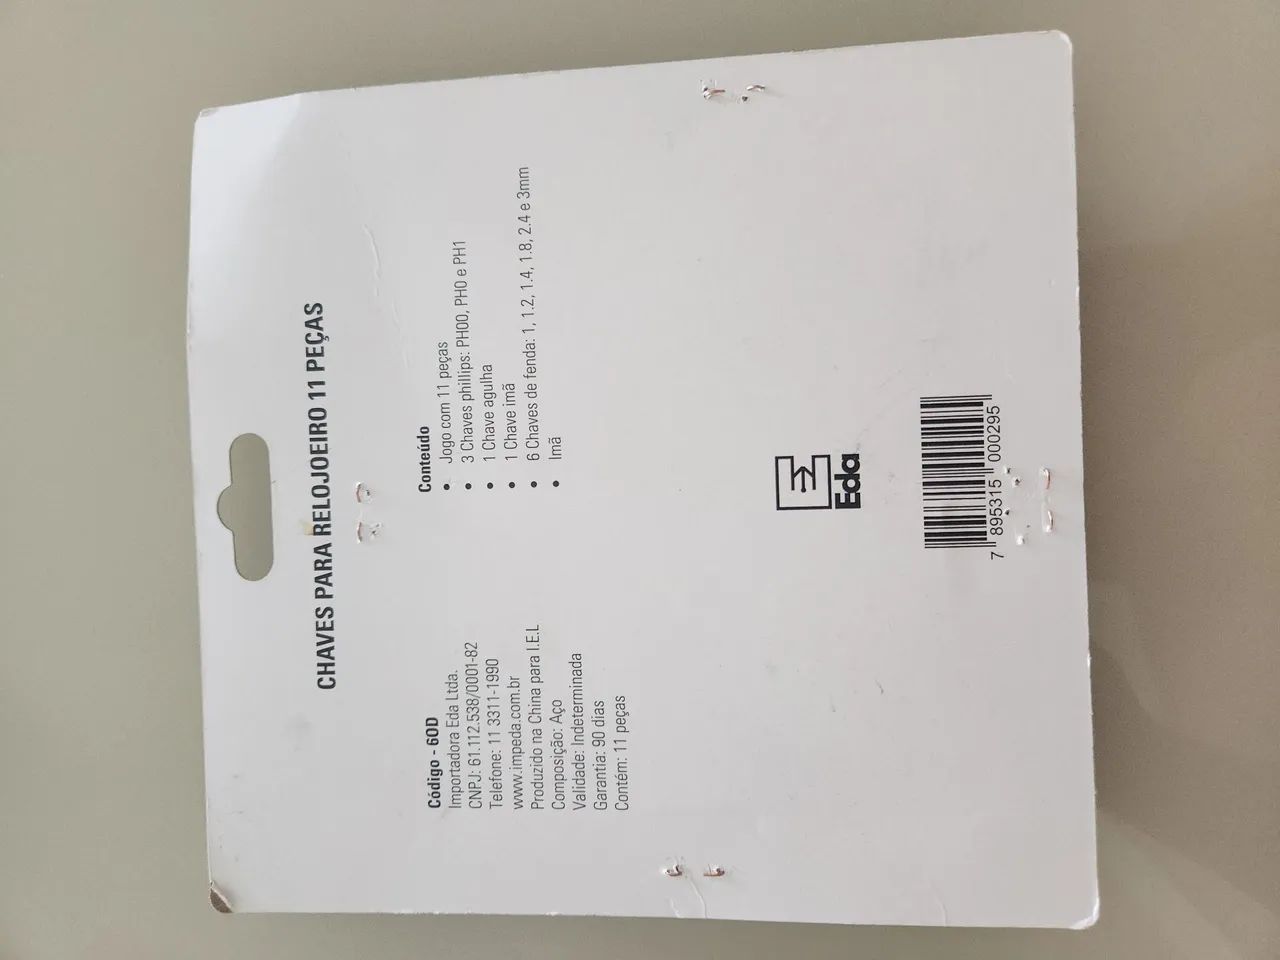 CHAVES PARA RELOJOEIRO 11 PEÇAS
Código - 6OD
Importadora Eda Ltda.
CNPJ: 61.112.538/0001-82
Telefone: 11 3311-1990
www.impeda.com.br
Produzido na China para I.E.L
Composição: Aço
Validade: Indeterminada
Garantia: 90 dias
Contém: 11 peças
Conteúdo
• Jogo com 11 peças
• 3 Chaves phillips: PH00, PH0 e PH1
• 1 Chave agulha
• 1 Chave imã
• 6 Chaves de fenda: 1, 1.2, 1.4, 1.8, 2.4 e 3mm
• Imã
Eda
7 895315 000295